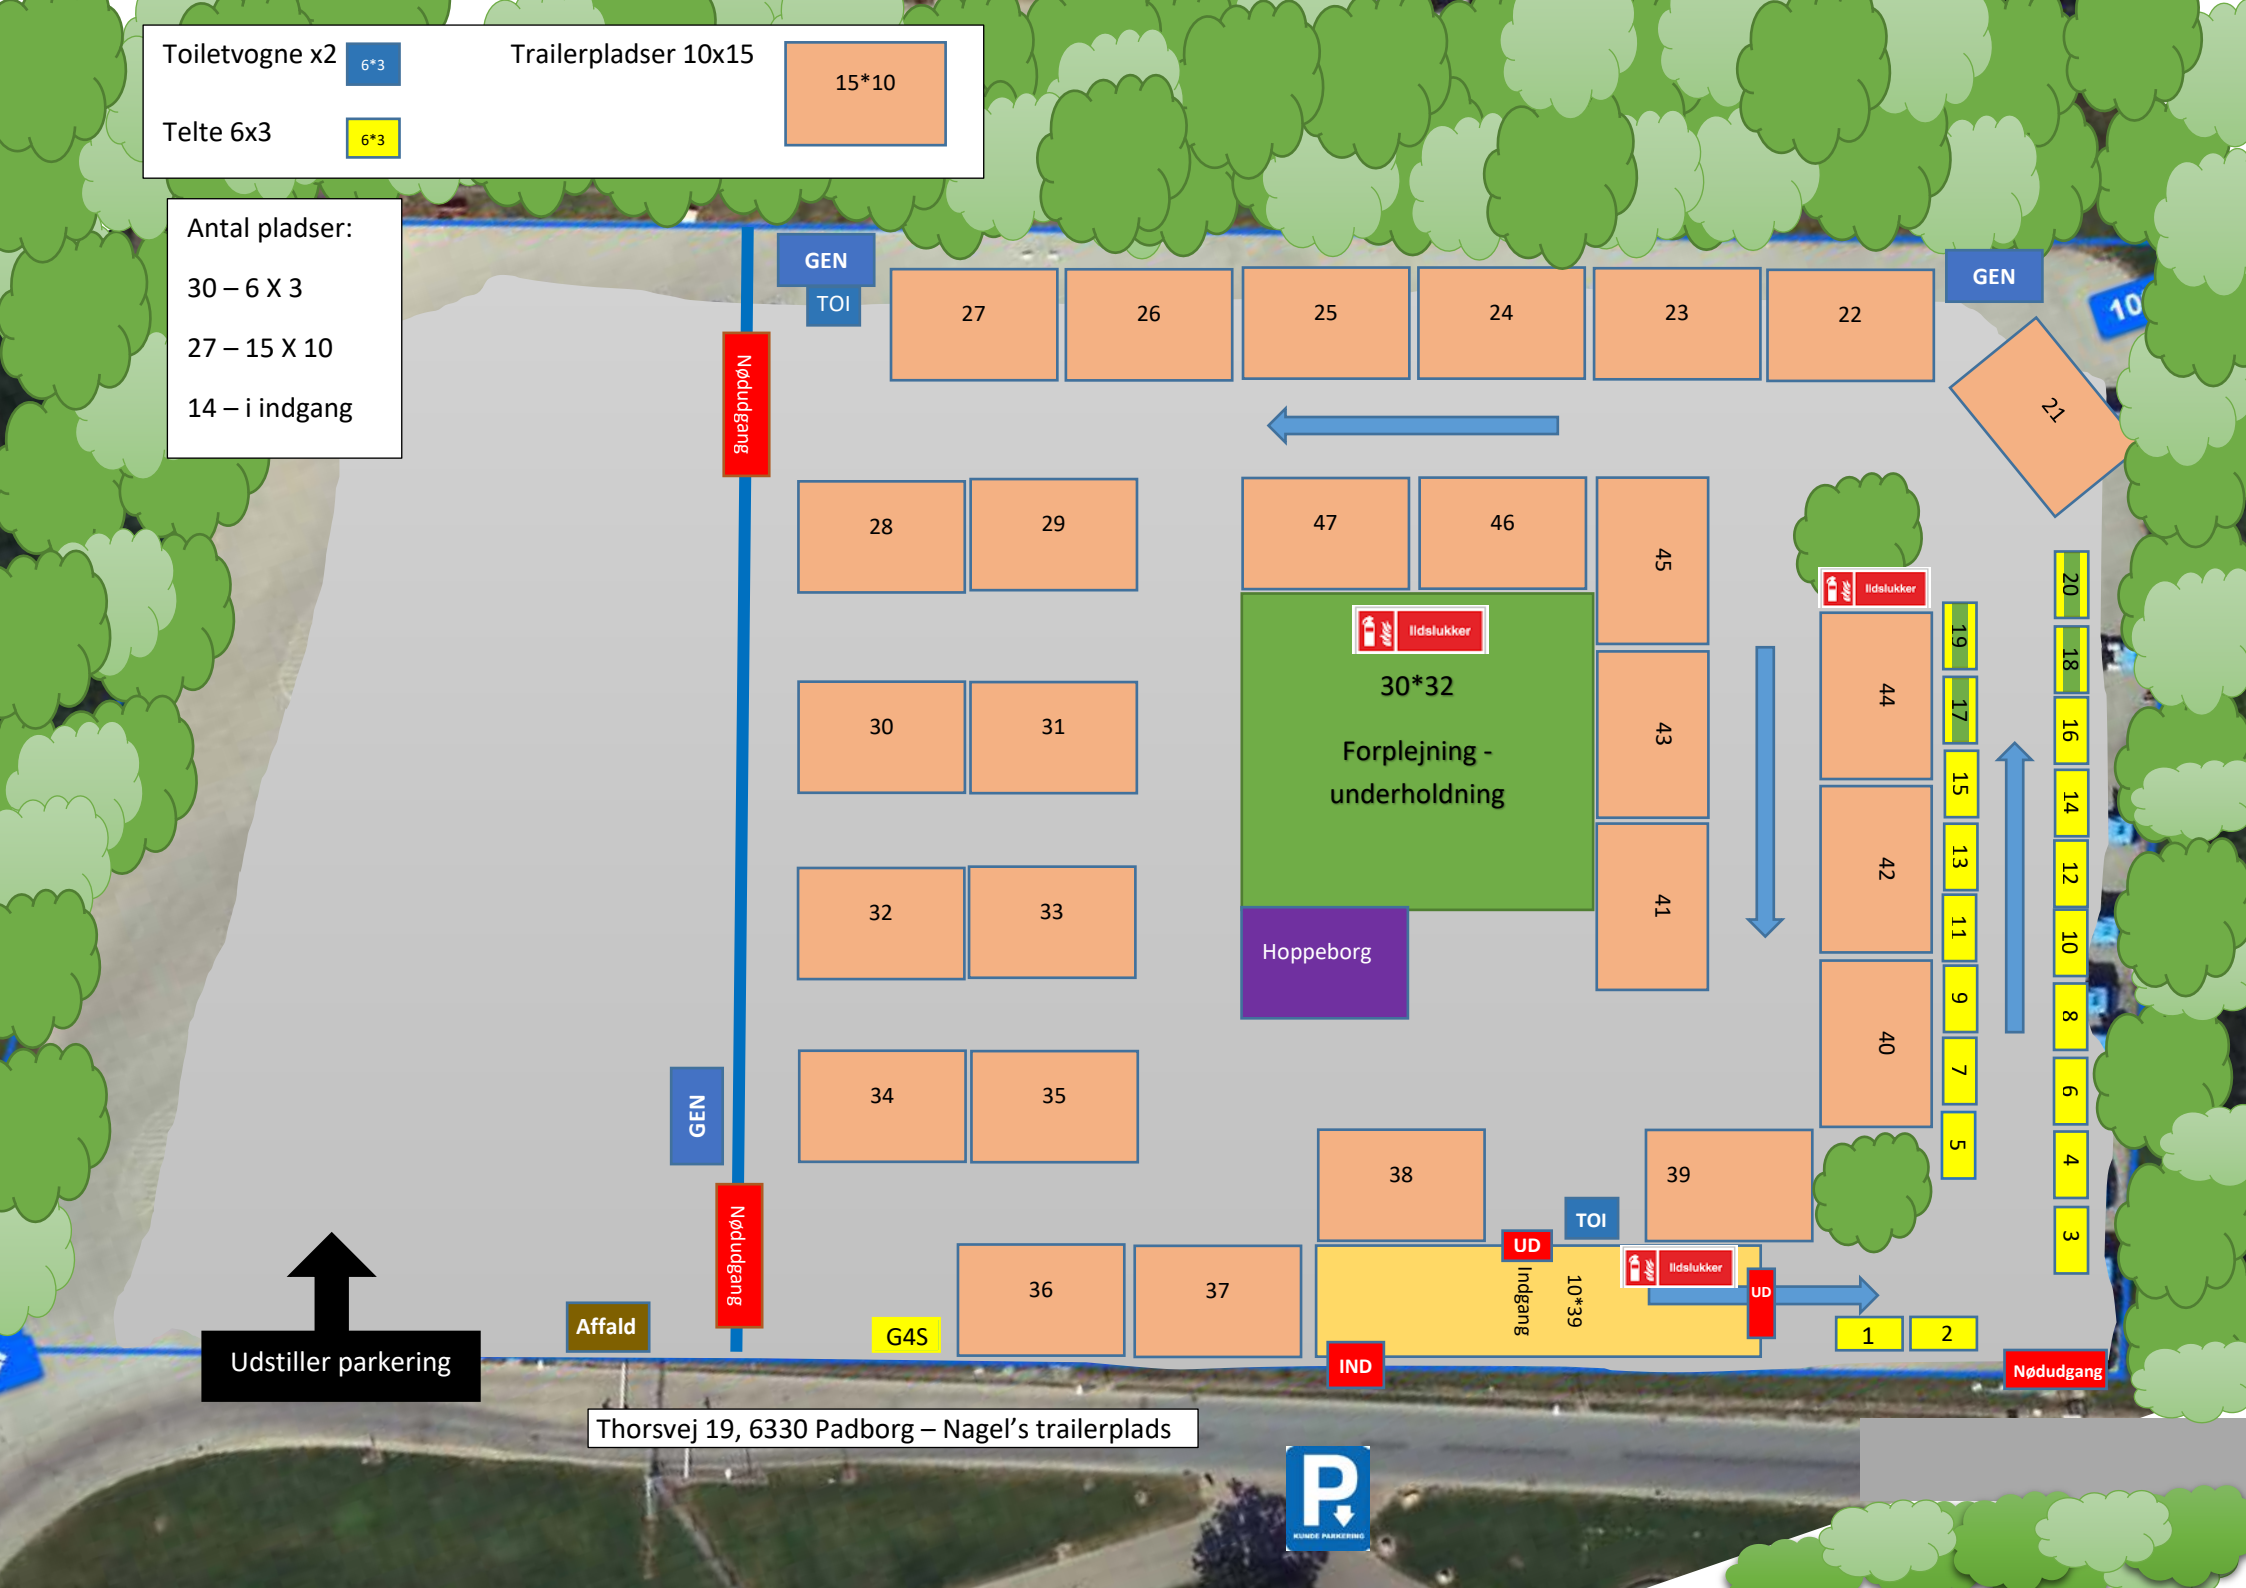 Toiletvogne x2
6*3
Trailerpladser 10x15
15*10
Telte 6x3
6*3
Antal pladser:
30 – 6 X 3
27 – 15 X 10
14 – i indgang
GEN
TOI
27
26
25
24
23
22
GEN
10
21
Nødudgang
28
29
47
46
45
Ildslukker
20
19
18
17
16
Ildslukker
30*32
Forplejning -
underholdning
30
31
43
44
15
14
13
12
32
33
41
42
11
10
Hoppeborg
9
8
40
7
6
34
35
GEN
5
4
38
39
TOI
3
Nødudgang
UD
Indgang
10*39
Ildslukker
UD
36
37
Affald
G4S
1
2
Udstiller parkering
IND
Nødudgang
Thorsvej 19, 6330 Padborg – Nagel's trailerplads
P
KUNDE PARKERING